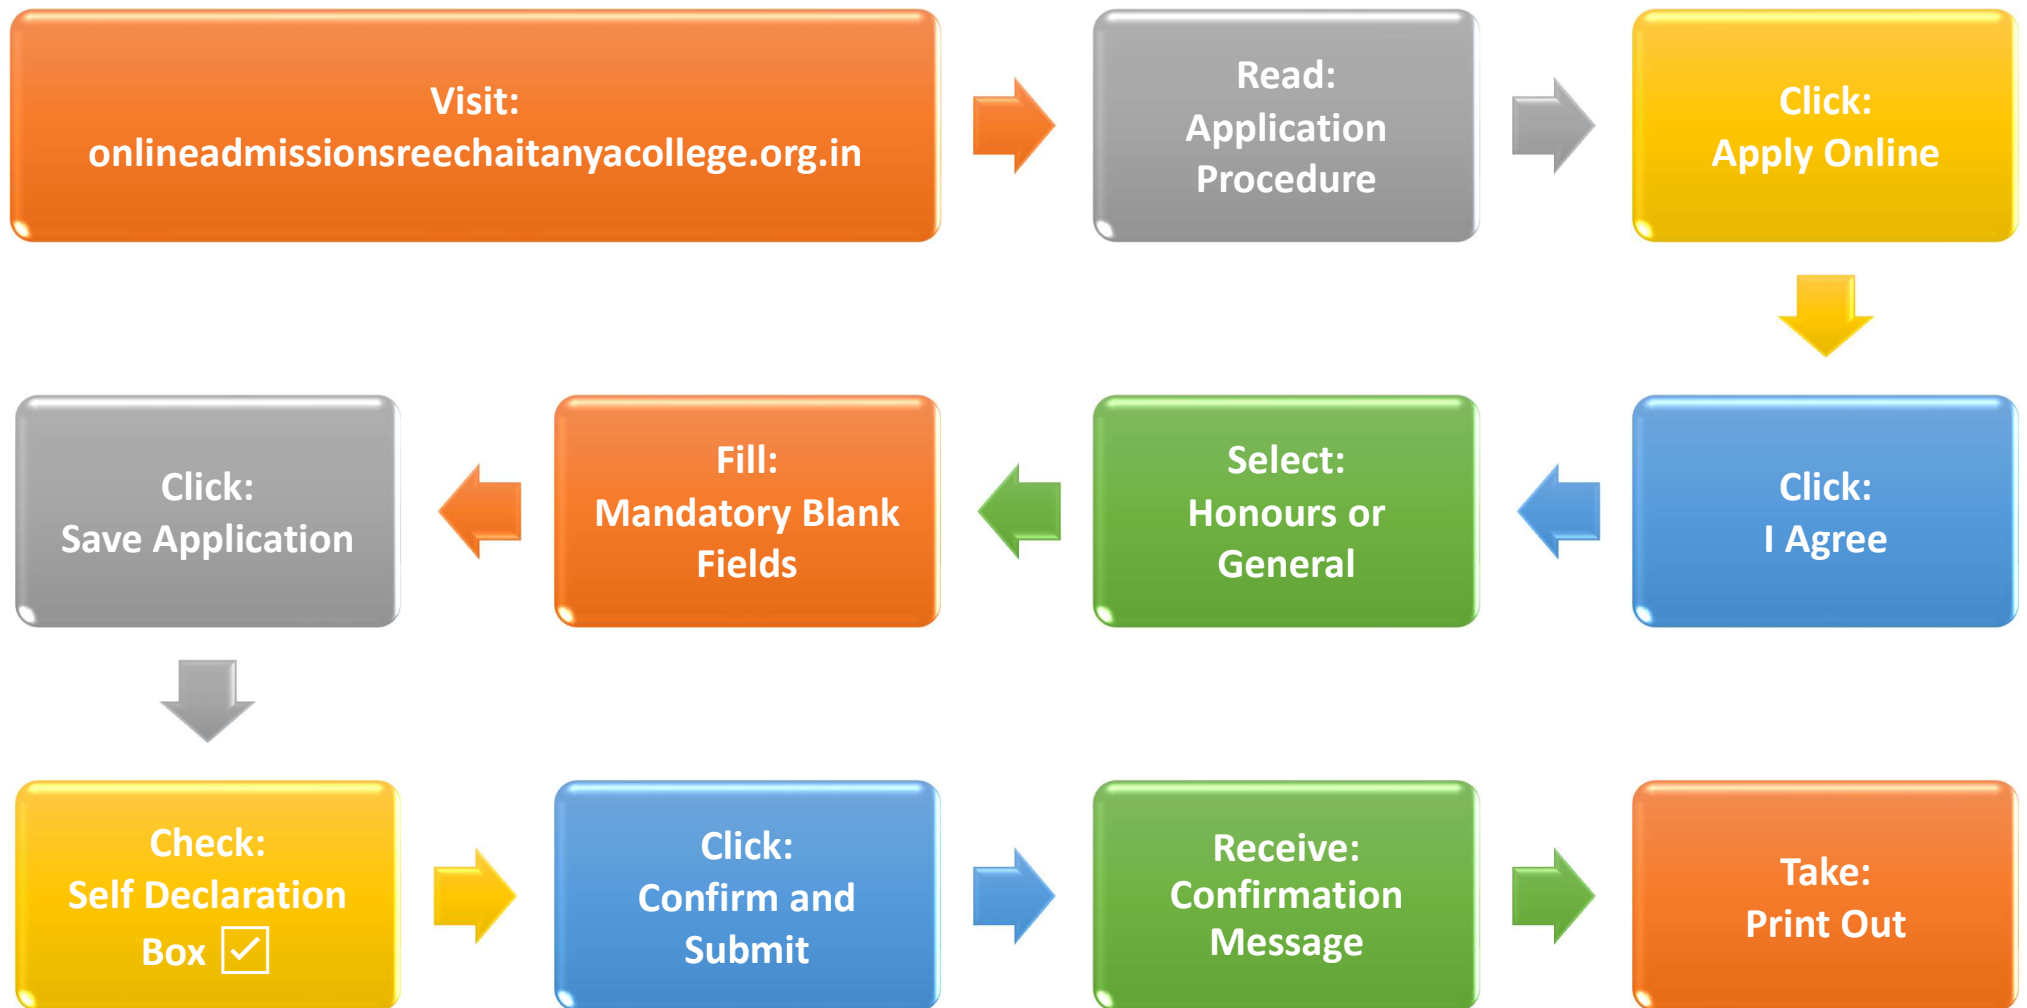 Visit:
onlineadmissionsreechaitanyacollege.org.in
Read:
Application
Procedure
Click:
Apply Online
Click:
I Agree
Select:
Honours or
General
Fill:
Mandatory Blank
Fields
Click:
Save Application
Check:
Self Declaration
Box ☑
Click:
Confirm and
Submit
Receive:
Confirmation
Message
Take:
Print Out